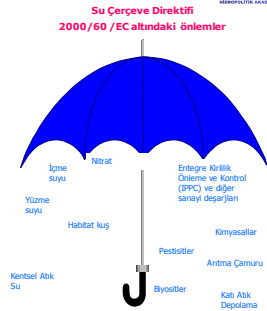 HİDROPOLİTİK AKAD
Su Çerçeve Direktifi
2000/60 /EC altındaki önlemler
İçme
suyu
Nitrat
Entegre Kirlilik
Önleme ve Kontrol
(IPPC) ve diğer
sanayi deşarjları
Yüzme
suyu
Habitat kuş
Kimyasallar
Pestisitler
Arıtma Çamuru
Kentsel Atık
Su
Biyositler
Katı Atık
Depolama